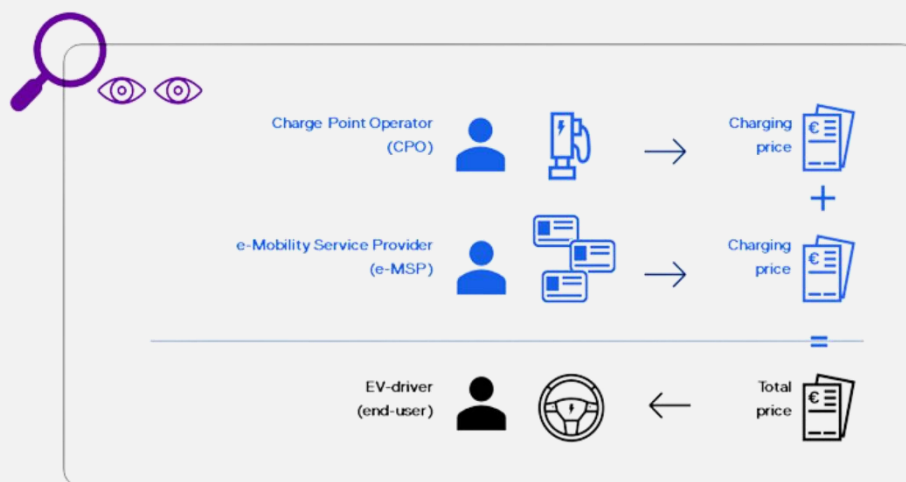 Charge Point Operator
(CPO)
Charging
price
€
+
e-Mobility Service Provider
(e-MSP)
Charging
price
€
=
EV-driver
(end-user)
Total
price
€